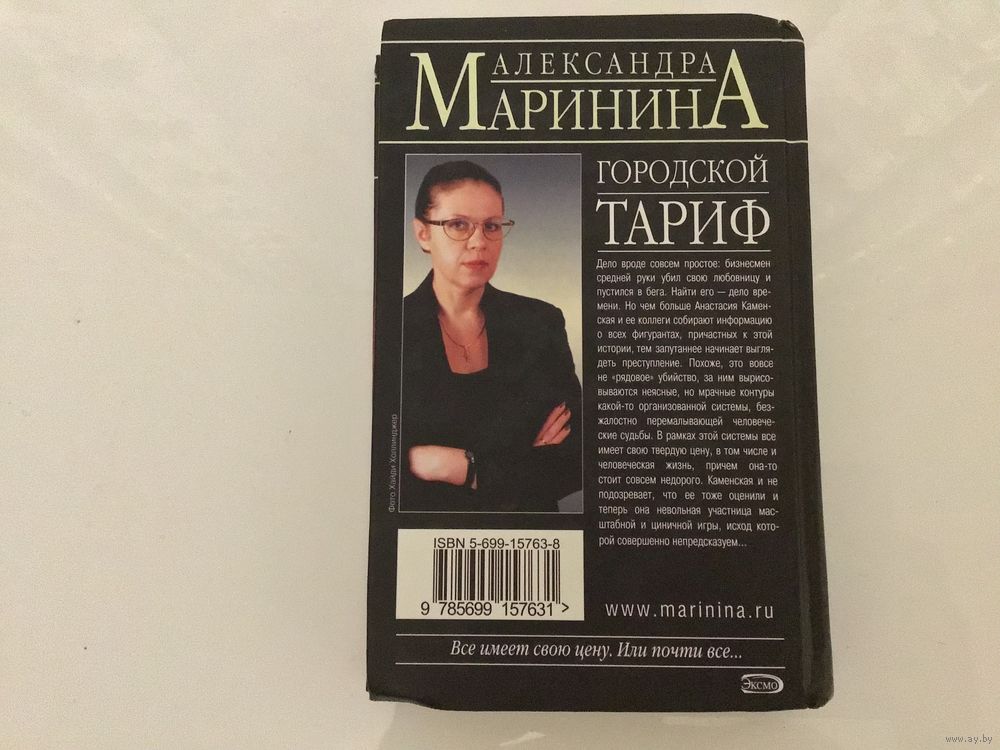 АЛЕКСАНДРА
МАРИНИНА
ГОРОДСКОЙ
ТАРИФ
Дело вроде совсем простое: бизнесмен
средней руки убил свою любовницу и
пустился в бега. Найти его — дело вре-
мени. Но чем больше Анастасия Камен-
ская и ее коллеги собирают информацию
о всех фигурантах, причастных к этой
истории, тем запутаннее начинает выгля-
деть преступление. Похоже, это вовсе
не «рядовое» убийство, за ним вырисо-
вываются неясные, но мрачные контуры
какой-то организованной системы, без-
жалостно перемалывающей человече-
ские судьбы. В рамках этой системы все
имеет свою твердую цену, в том числе и
человеческая жизнь, причем она-то
стоит совсем недорого. Каменская и не
подозревает, что ее тоже оценили и
теперь она невольная участница мас-
штабной и циничной игры, исход кото-
рой совершенно непредсказуем...
Фото Хайди Холлинджер
ISBN 5-699-15763-8
9 785699 157631 >
www.marinina.ru
Все имеет свою цену. Или почти все...
ЭКСМО
www.ay.by